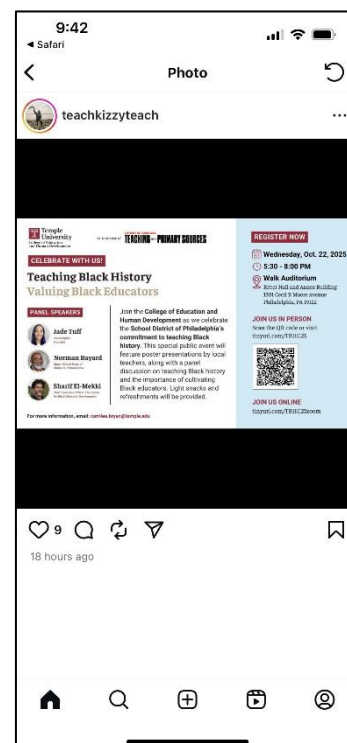 9:42
◄ Safari
Photo
teachkizzyteach
Temple
University
College of Education
and Human Development
TEACHING with PRIMARY SOURCES
CELEBRATE WITH US!
Teaching Black History
Valuing Black Educators
PANEL SPEAKERS
Jade Tuff
Norman Bayard
Sharif El-Mekki
Join the College of Education and
Human Development as we celebrate
the School District of Philadelphia's
commitment to teaching Black
history. This special public event will
feature poster presentations by local
teachers, along with a panel
discussion on teaching Black history
and the importance of cultivating
Black educators. Light snacks and
refreshments will be provided.
For more information, email:
REGISTER NOW
Wednesday, Oct. 22, 2025
5:30 - 8:00 PM
Walk Auditorium
Ritter Hall and Annex Building
1301 Cecil B Moore Avenue
Philadelphia, PA 19122
JOIN US IN PERSON
Scan the QR code or visit
tinyurl.com/TBHC25
JOIN US ONLINE
tinyurl.com/TBHC25zoom
9
18 hours ago